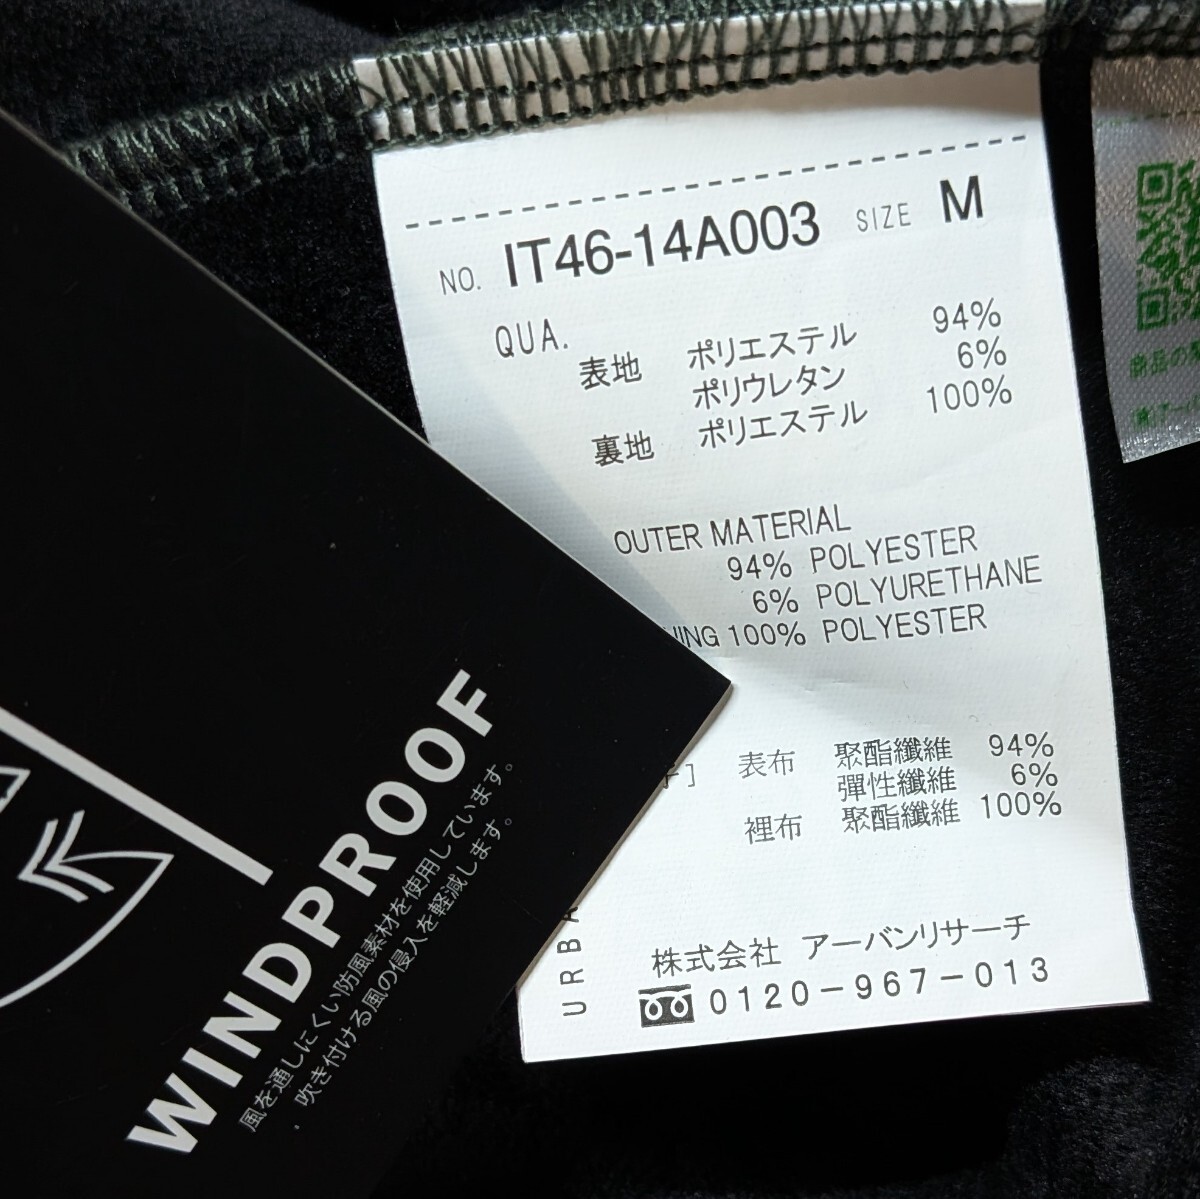 NO. IT46-14A003 SIZE M
QUA.
表地 ポリエステル 94%
ポリウレタン 6%
裏地 ポリエステル 100%
OUTER MATERIAL
94% POLYESTER
6% POLYURETHANE
NING 100% POLYESTER
表布 聚酯纖維 94%
彈性纖維 6%
裡布 聚酯纖維 100%
株式会社 アーバンリサーチ
0120-967-013
URBA
WINDPROOF
風を通しにくい防風素材を使用しています。
吹き付ける風の侵入を軽減します。
商品の